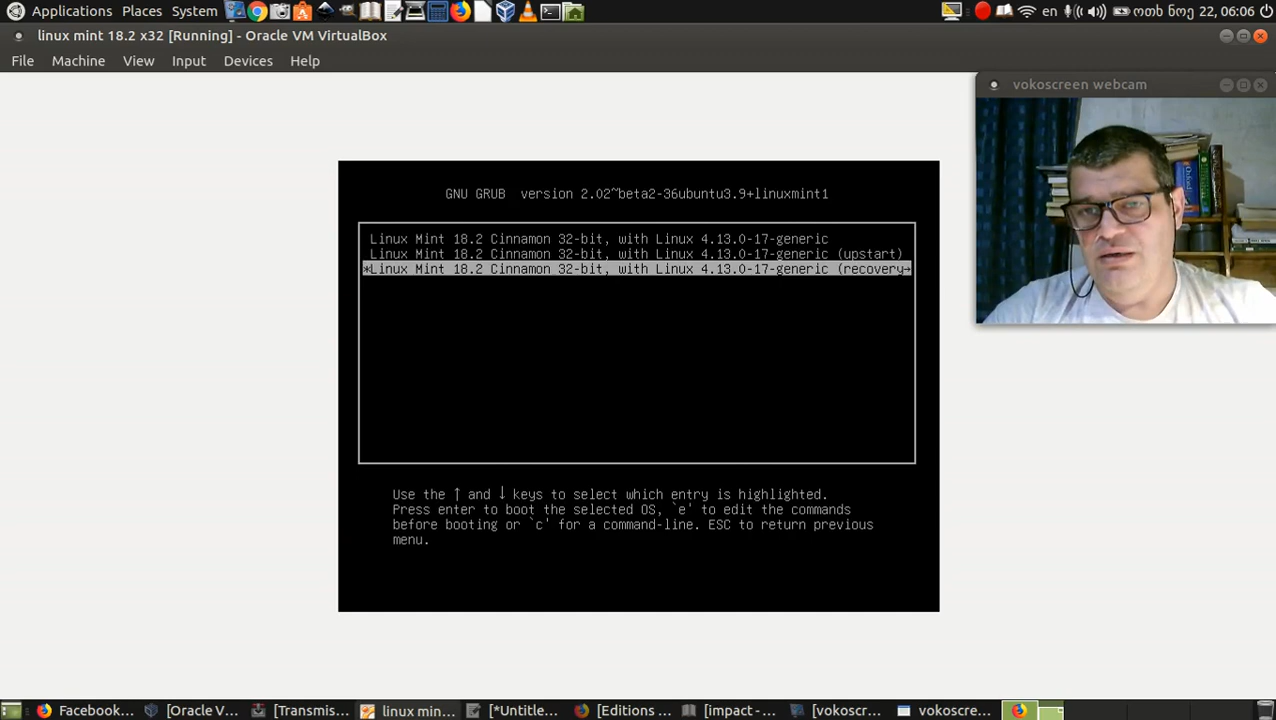 Applications Places System en ოთხ ნოე 22, 06:06
linux mint 18.2 x32 [Running] - Oracle VM VirtualBox
File Machine View Input Devices Help
vokoscreen webcam
GNU GRUB version 2.02~beta2-36ubuntu3.9+linuxmint1
Linux Mint 18.2 Cinnamon 32-bit, with Linux 4.13.0-17-generic
Linux Mint 18.2 Cinnamon 32-bit, with Linux 4.13.0-17-generic (upstart)
*Linux Mint 18.2 Cinnamon 32-bit, with Linux 4.13.0-17-generic (recovery→
Use the ↑ and ↓ keys to select which entry is highlighted.
Press enter to boot the selected OS, `e' to edit the commands
before booting or `c' for a command-line. ESC to return previous
menu.
Facebook... [Oracle V... [Transmis... linux min... [*Untitle... [Editions ... [impact -... [vokoscr... vokoscre...